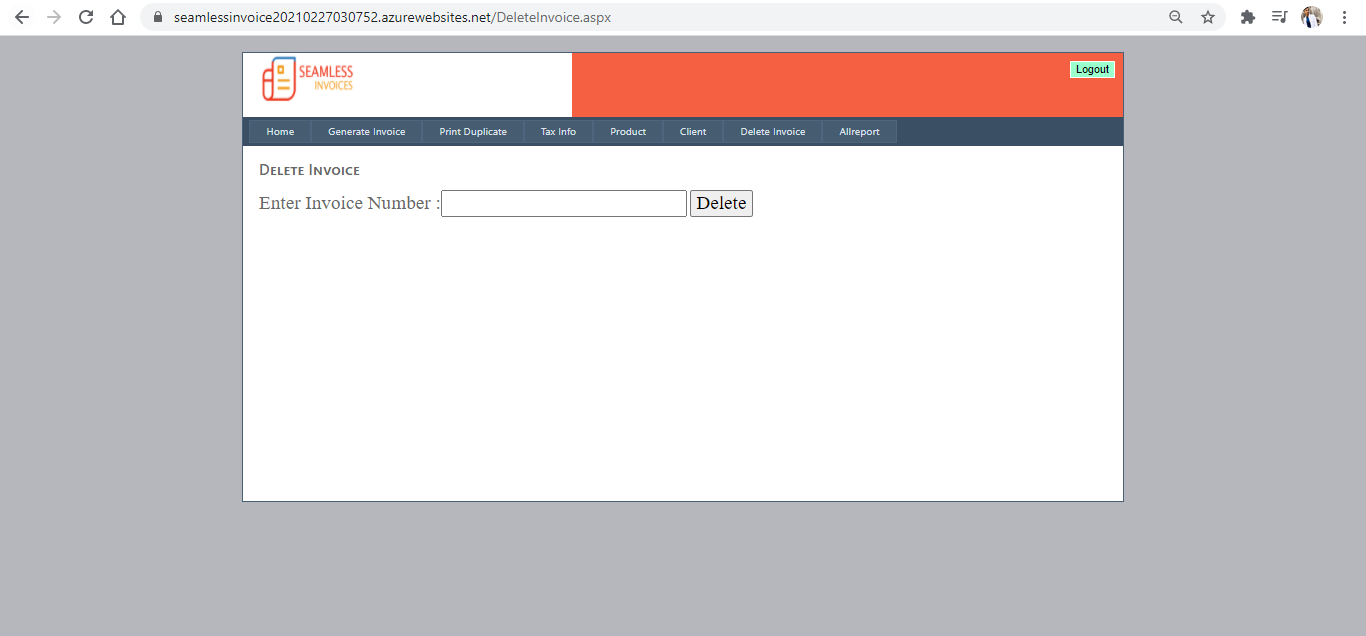 seamlessinvoice20210227030752.azurewebsites.net/DeleteInvoice.aspx
SEAMLESS
INVOICES
Logout
Home Generate Invoice Print Duplicate Tax Info Product Client Delete Invoice Allreport
Delete Invoice
Enter Invoice Number : Delete